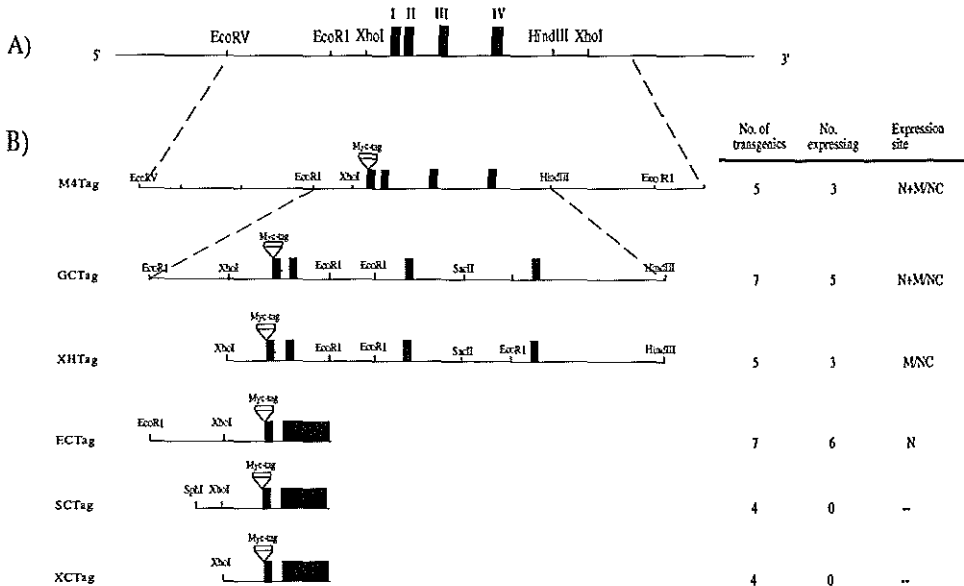 I II III IV
A) 5' EcoRV EcoR1 XhoI HindIII XhoI 3'
B)
No. of transgenics No. expressing Expression site
Myc-tag
M4Tag EcoRV EcoR1 XhoI HindIII EcoR1 5 3 N+M/NC
Myc-tag
GCTag EcoR1 XhoI EcoR1 EcoR1 SacII HindIII 7 5 N+M/NC
Myc-tag
XHTag XhoI EcoR1 EcoR1 SacII EcoR1 HindIII 5 3 M/NC
Myc-tag
ECTag EcoR1 XhoI 7 6 N
Myc-tag
SCTag SphI XhoI 4 0 --
Myc-tag
XCTag XhoI 4 0 --